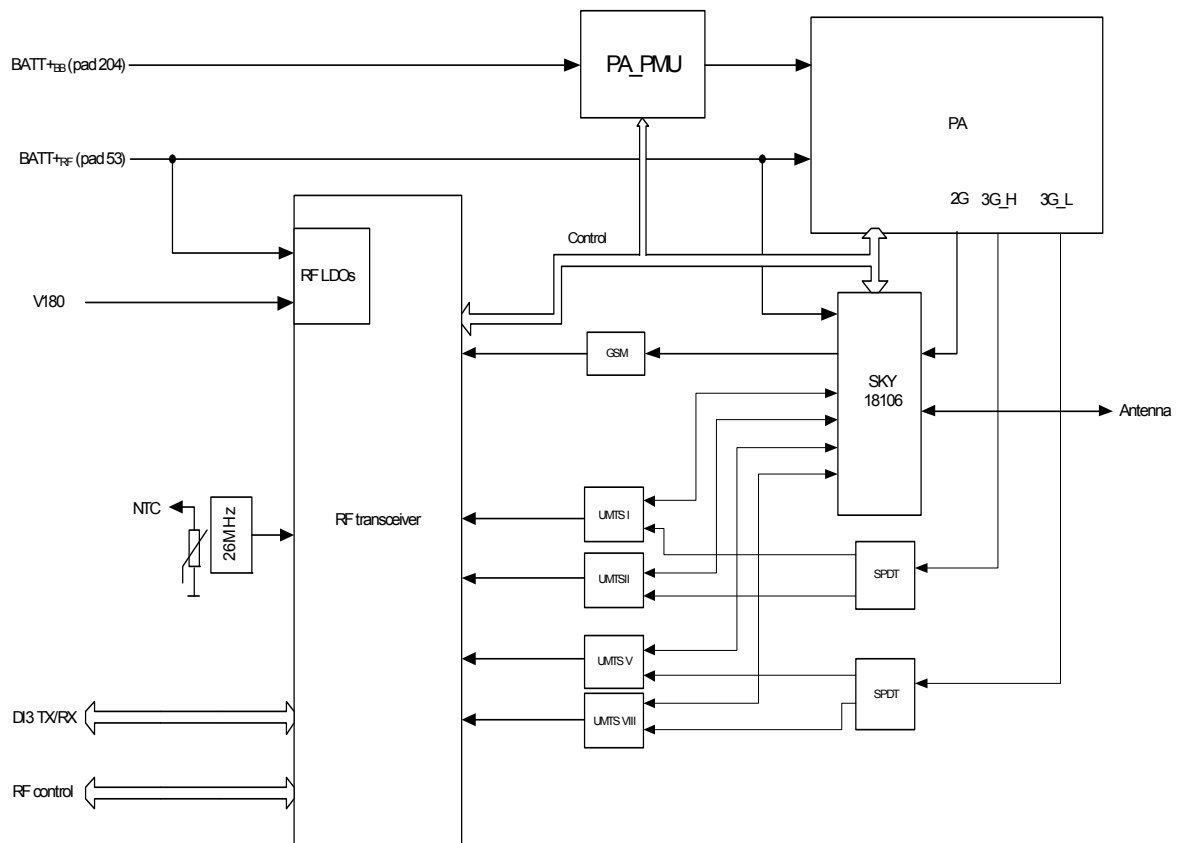 BATT+BB (pad 204)
PA_PMU
PA
BATT+RF (pad 53)
2G 3G_H 3G_L
Control
RF LDOs
V180
GSM
SKY
18106
Antenna
NTC
26MHz
RF transceiver
UMTS I
UMTSII
SPDT
UMTS V
SPDT
UMTS VIII
DI3 TX/RX
RF control